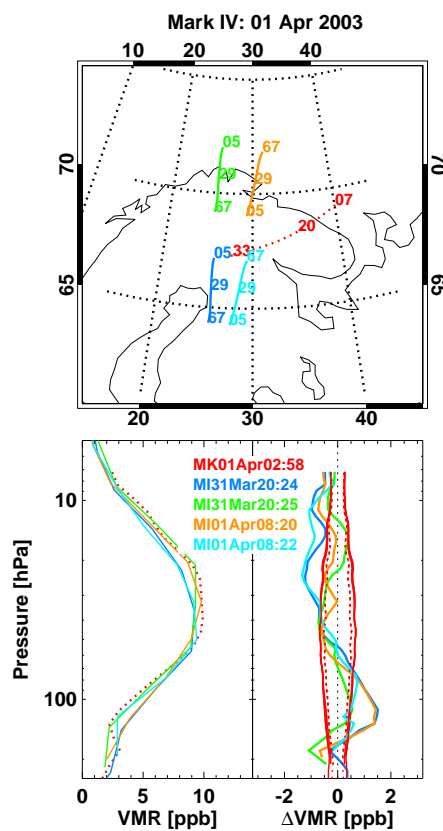 Mark IV: 01 Apr 2003
10 20 30 40
70 70
65 65
05 67
29 29
67 05
07
20
33
05 67
29 29
67 05
20 30 40
MK01Apr02:58
MI31Mar20:24
MI31Mar20:25
MI01Apr08:20
MI01Apr08:22
Pressure [hPa]
10
100
0 5 10
VMR [ppb]
-2 0 2
ΔVMR [ppb]